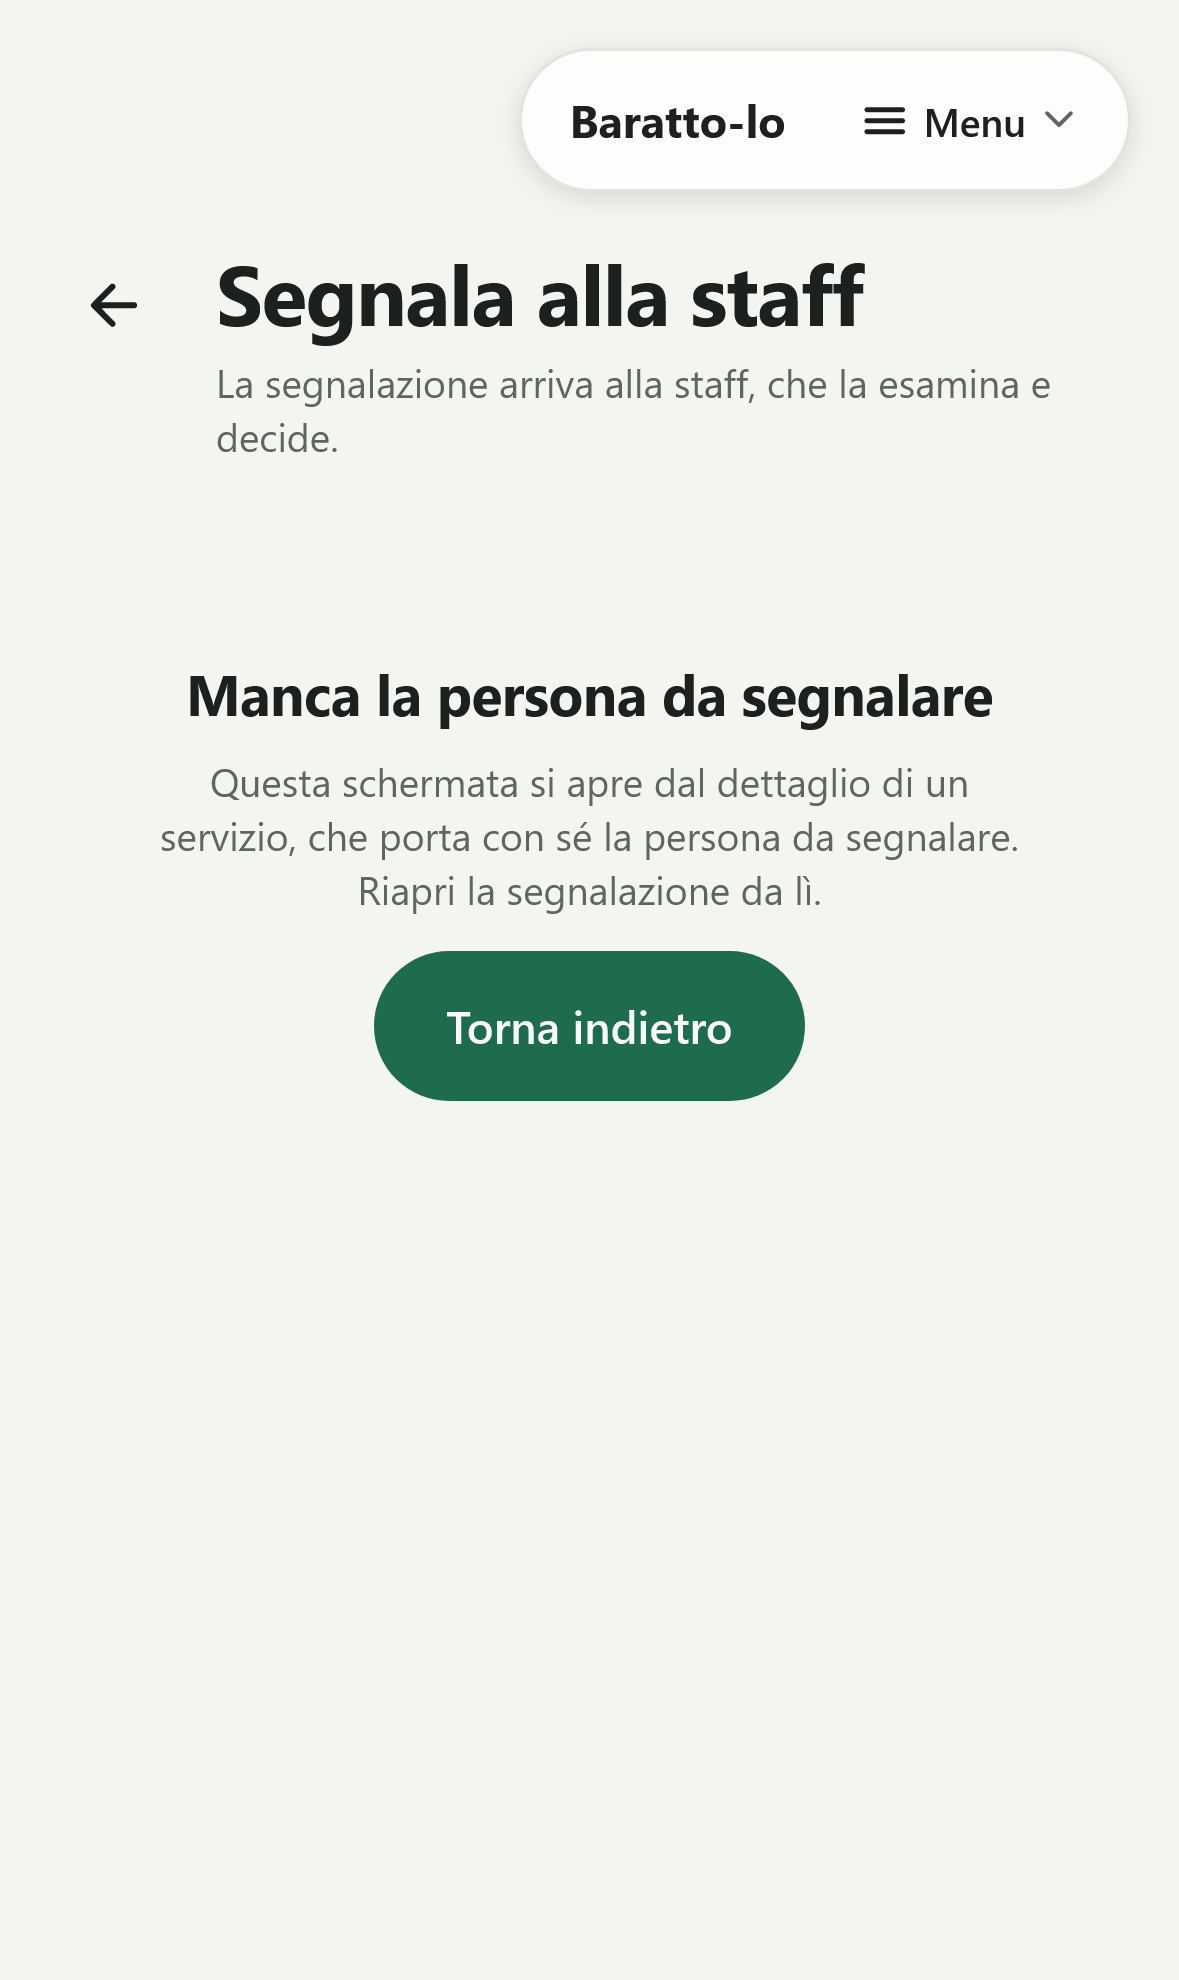 Baratto-lo
Menu
Segnala alla staff
La segnalazione arriva alla staff, che la esamina e
decide.
Manca la persona da segnalare
Questa schermata si apre dal dettaglio di un
servizio, che porta con sé la persona da segnalare.
Riapri la segnalazione da lì.
Torna indietro